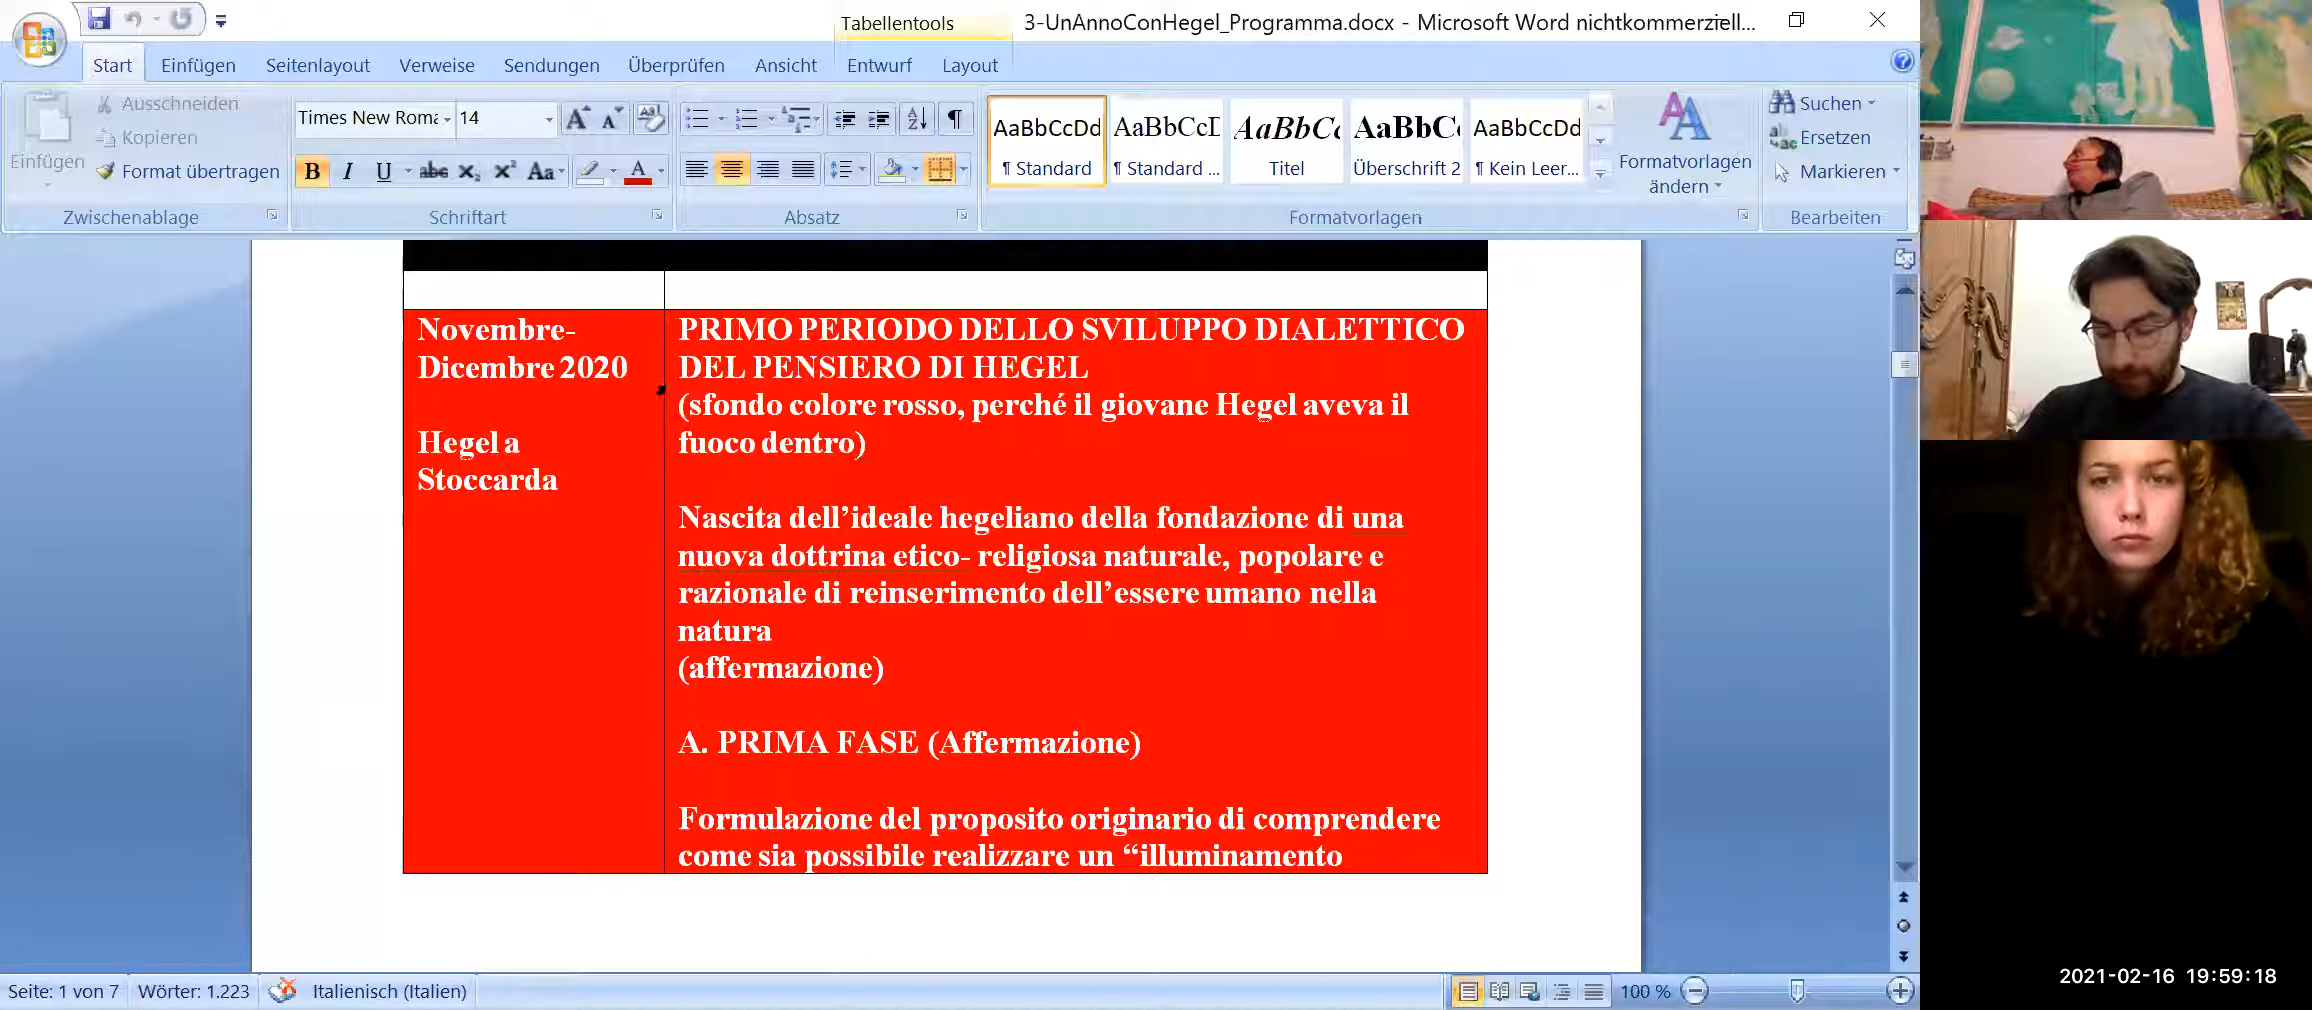 Tabellentools
3-UnAnnoConHegel_Programma.docx - Microsoft Word nichtkommerziell...
Start Einfügen Seitenlayout Verweise Sendungen Überprüfen Ansicht Entwurf Layout
Einfügen
Ausschneiden
Kopieren
Format übertragen
Zwischenablage
Times New Roma 14
Schriftart
Absatz
AaBbCcDd AaBbCcD AaBbCc AaBbCc AaBbCcDd
¶ Standard ¶ Standard ... Titel Überschrift 2 ¶ Kein Leer...
Formatvorlagen
ändern
Formatvorlagen
Suchen
Ersetzen
Markieren
Bearbeiten
Novembre-
Dicembre 2020
Hegel a
Stoccarda
PRIMO PERIODO DELLO SVILUPPO DIALETTICO
DEL PENSIERO DI HEGEL
(sfondo colore rosso, perché il giovane Hegel aveva il
fuoco dentro)
Nascita dell’ideale hegeliano della fondazione di una
nuova dottrina etico- religiosa naturale, popolare e
razionale di reinserimento dell’essere umano nella
natura
(affermazione)
A. PRIMA FASE (Affermazione)
Formulazione del proposito originario di comprendere
come sia possibile realizzare un “illuminamento
Seite: 1 von 7 Wörter: 1.223 Italienisch (Italien) 100 %
2021-02-16 19:59:18